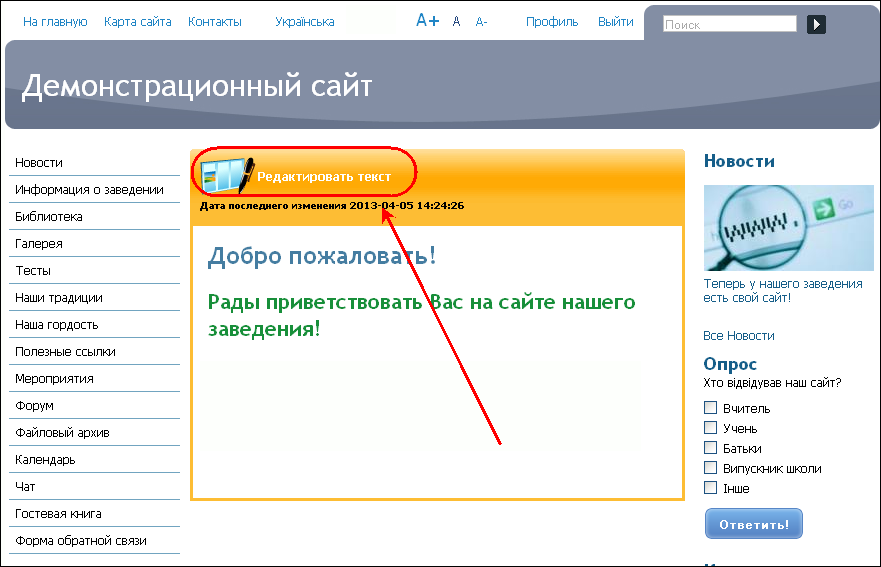 На главную Карта сайта Контакты Українська A+ A A- Профиль Выйти Поиск
Демонстрационный сайт
Новости
Информация о заведении
Библиотека
Галерея
Тесты
Наши традиции
Наша гордость
Полезные ссылки
Мероприятия
Форум
Файловый архив
Календарь
Чат
Гостевая книга
Форма обратной связи
Редактировать текст
Дата последнего изменения 2013-04-05 14:24:26
Добро пожаловать!
Рады приветствовать Вас на сайте нашего
заведения!
Новости
www.
Go
Теперь у нашего заведения
есть свой сайт!
Все Новости
Опрос
Хто відвідував наш сайт?
Вчитель
Учень
Батьки
Випускник школи
Інше
Ответить!